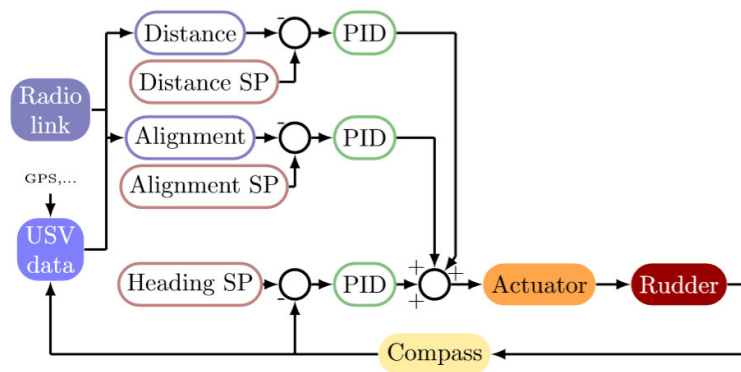 Distance
-
PID
Distance SP
Radio
link
Alignment
-
PID
Alignment SP
GPS,...
USV
data
Heading SP
-
PID
+
+
+
Actuator
Rudder
Compass